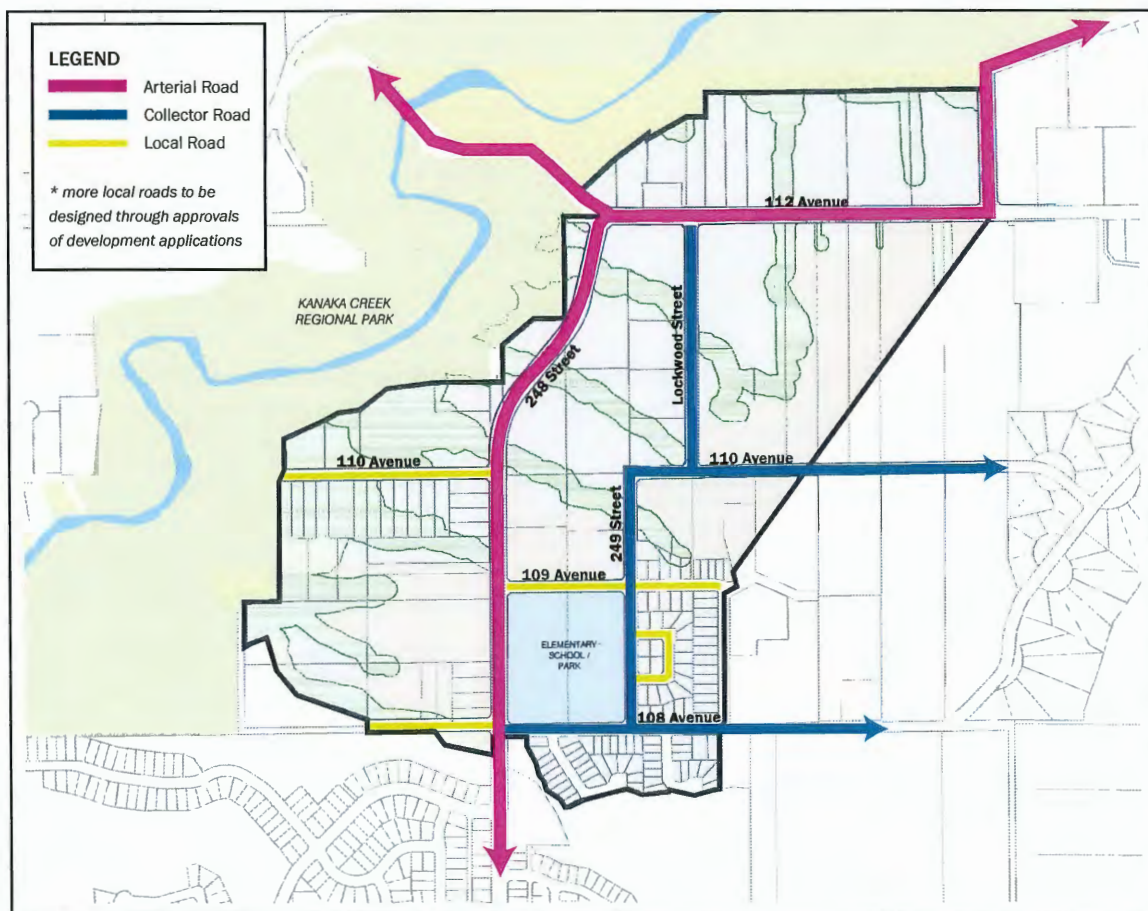 LEGEND
Arterial Road
Collector Road
Local Road
* more local roads to be
designed through approvals
of development applications
112 Avenue
KANAKA CREEK
REGIONAL PARK
Lockwood Street
248 Street
110 Avenue
110 Avenue
249 Street
109 Avenue
ELEMENTARY
SCHOOL /
PARK
108 Avenue